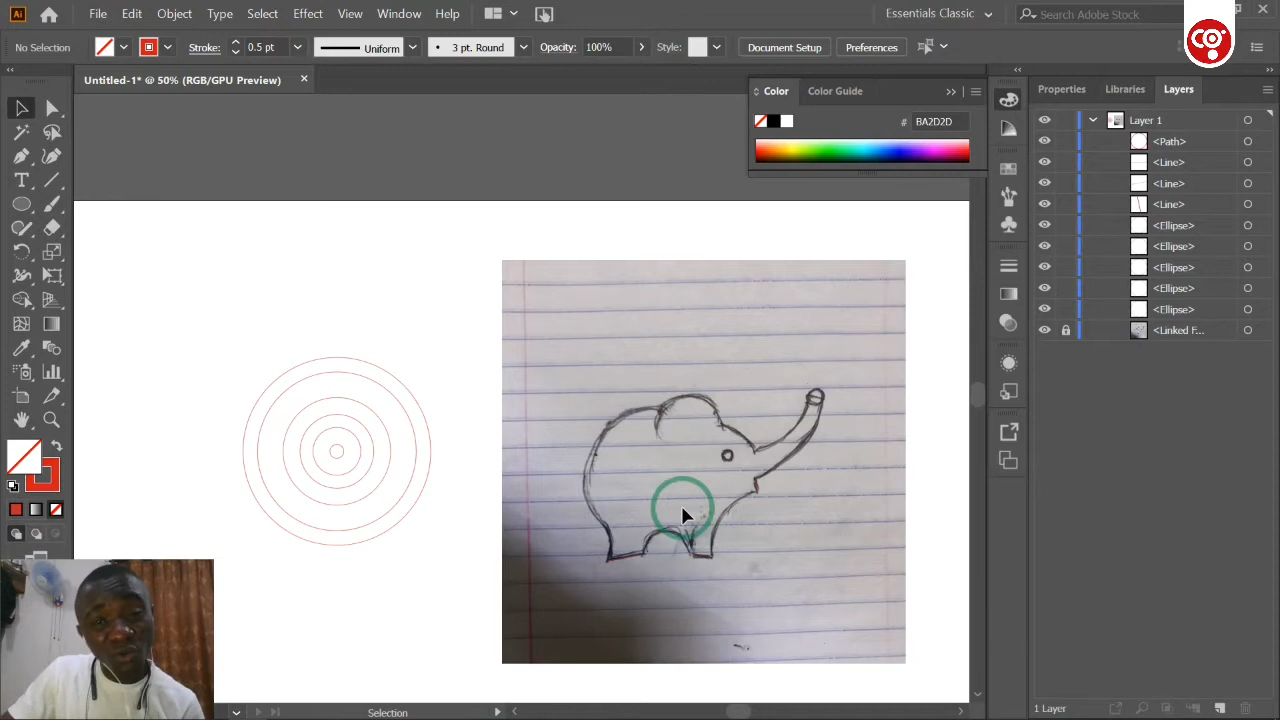 Ai File Edit Object Type Select Effect View Window Help Essentials Classic Search Adobe Stock
No Selection Stroke: 0.5 pt Uniform 3 pt. Round Opacity: 100% Style: Document Setup Preferences
Untitled-1* @ 50% (RGB/GPU Preview)
Color Color Guide
# BA2D2D
Properties Libraries Layers
Layer 1
<Path>
<Line>
<Line>
<Line>
<Ellipse>
<Ellipse>
<Ellipse>
<Ellipse>
<Ellipse>
<Linked F...
Selection
1 Layer